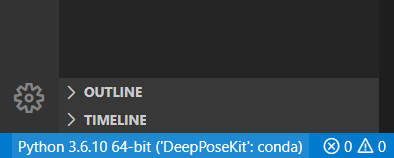 OUTLINE
TIMELINE
Python 3.6.10 64-bit ('DeepPoseKit': conda) 0 0